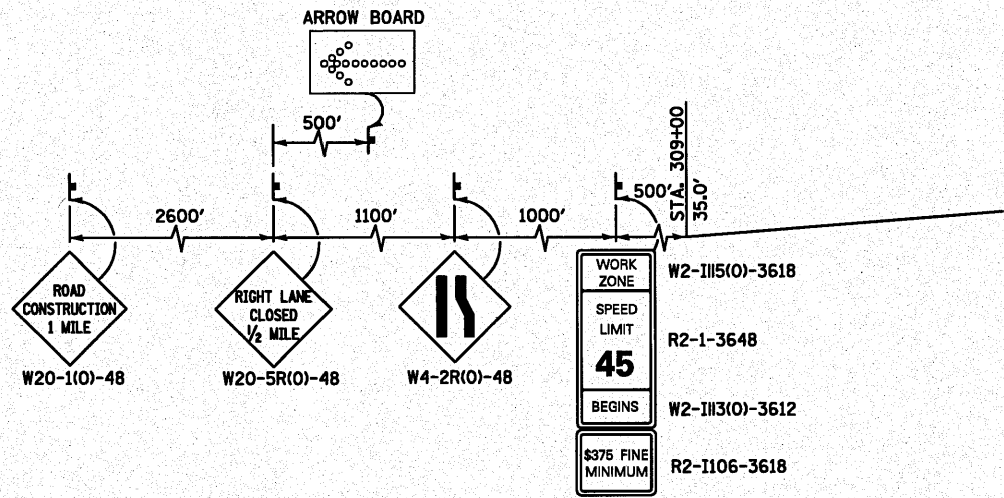 ARROW BOARD
500'
2600'
1100'
1000'
500'
STA. 309+00
35.0'
ROAD
CONSTRUCTION
1 MILE
W20-1(O)-48
RIGHT LANE
CLOSED
1/2 MILE
W20-5R(O)-48
W4-2R(O)-48
WORK
ZONE
SPEED
LIMIT
45
BEGINS
$375 FINE
MINIMUM
W2-I115(O)-3618
R2-1-3648
W2-I113(O)-3612
R2-I106-3618